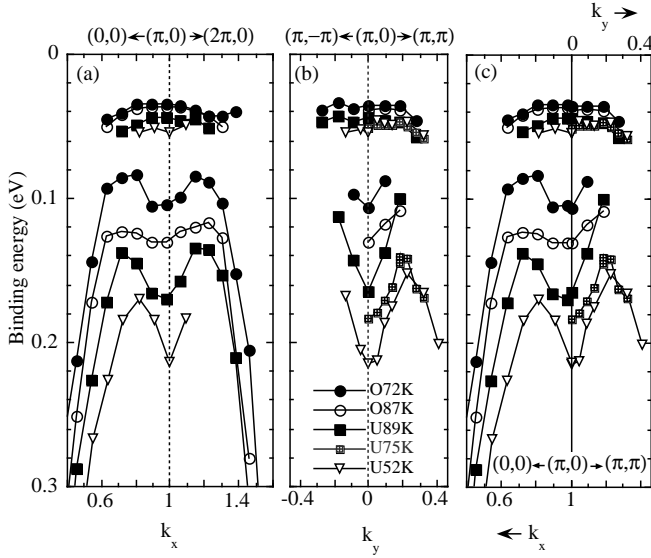 (0,0) ←(π,0)→ (2π,0)
(π,−π) ←(π,0)→ (π,π)
k_y →
0 0.4
0
(a)
(b)
(c)
0.1
0.2
0.3
Binding energy (eV)
O72K
O87K
U89K
U75K
U52K
(0,0) ←(π,0)→ (π,π)
0.6 1 1.4
-0.4 0 0.4
0.6 1
k_x
k_y
← k_x